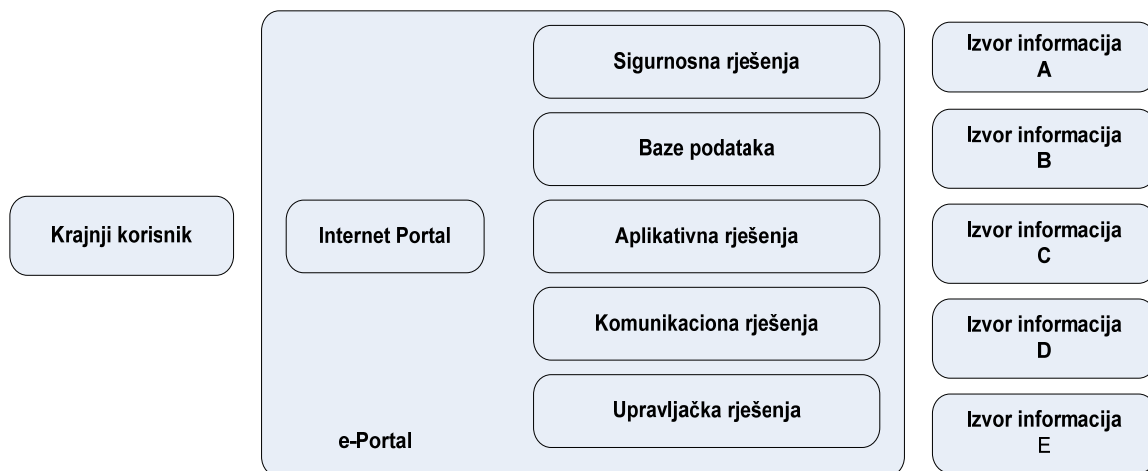 Krajnji korisnik
Internet Portal
e-Portal
Sigurnosna rješenja
Baze podataka
Aplikativna rješenja
Komunikaciona rješenja
Upravljačka rješenja
Izvor informacija
A
Izvor informacija
B
Izvor informacija
C
Izvor informacija
D
Izvor informacija
E